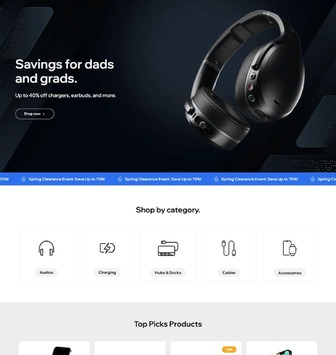 Savings for dads
and grads.
Up to 40% off chargers, earbuds, and more.
Shop now >
70%! Spring Clearance Event: Save Up to 70%! Spring Clearance Event: Save Up to 70%! Spring Clearance Event: Save Up to 70%! Spring Cl
Shop by category.
Audios
Charging
Hubs & Docks
Cables
Accessories
Top Picks Products